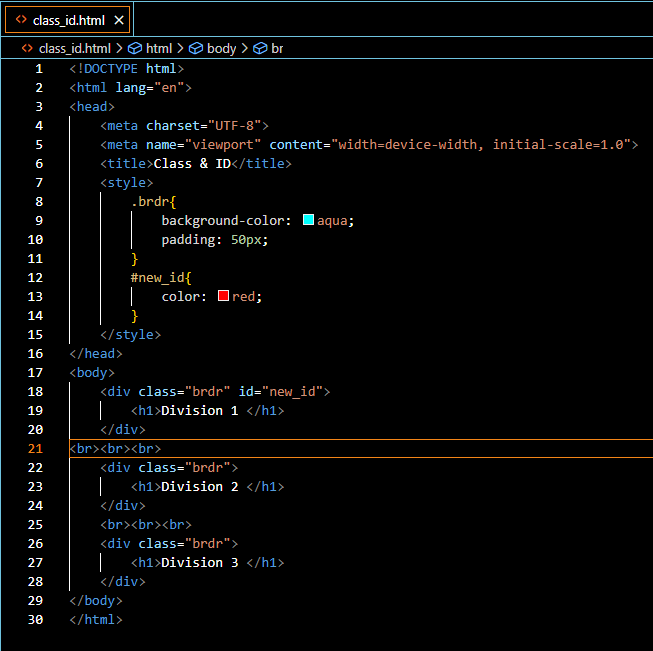 <> class_id.html ×
<> class_id.html > html > body > br
1 <!DOCTYPE html>
2 <html lang="en">
3 <head>
4     <meta charset="UTF-8">
5     <meta name="viewport" content="width=device-width, initial-scale=1.0">
6     <title>Class & ID</title>
7     <style>
8         .brdr{
9             background-color: aqua;
10             padding: 50px;
11         }
12         #new_id{
13             color: red;
14         }
15     </style>
16 </head>
17 <body>
18     <div class="brdr" id="new_id">
19         <h1>Division 1 </h1>
20     </div>
21 <br><br><br>
22     <div class="brdr">
23         <h1>Division 2 </h1>
24     </div>
25     <br><br><br>
26     <div class="brdr">
27         <h1>Division 3 </h1>
28     </div>
29 </body>
30 </html>